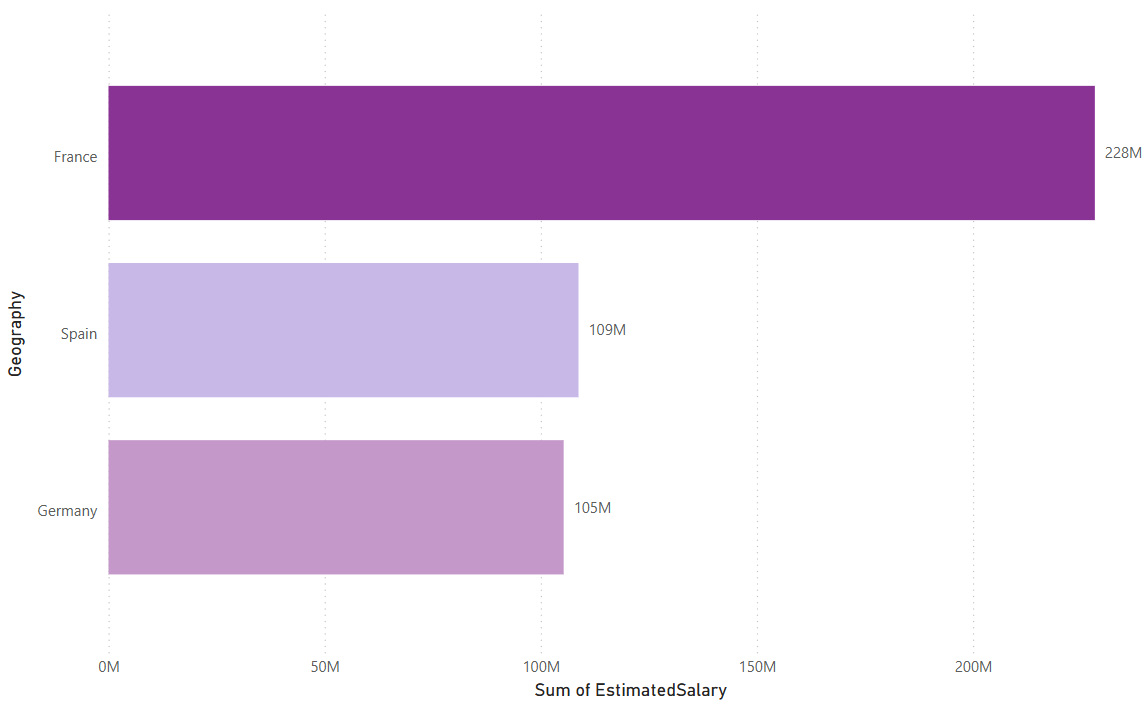 Geography
France
228M
Spain
109M
Germany
105M
0M 50M 100M 150M 200M
Sum of EstimatedSalary